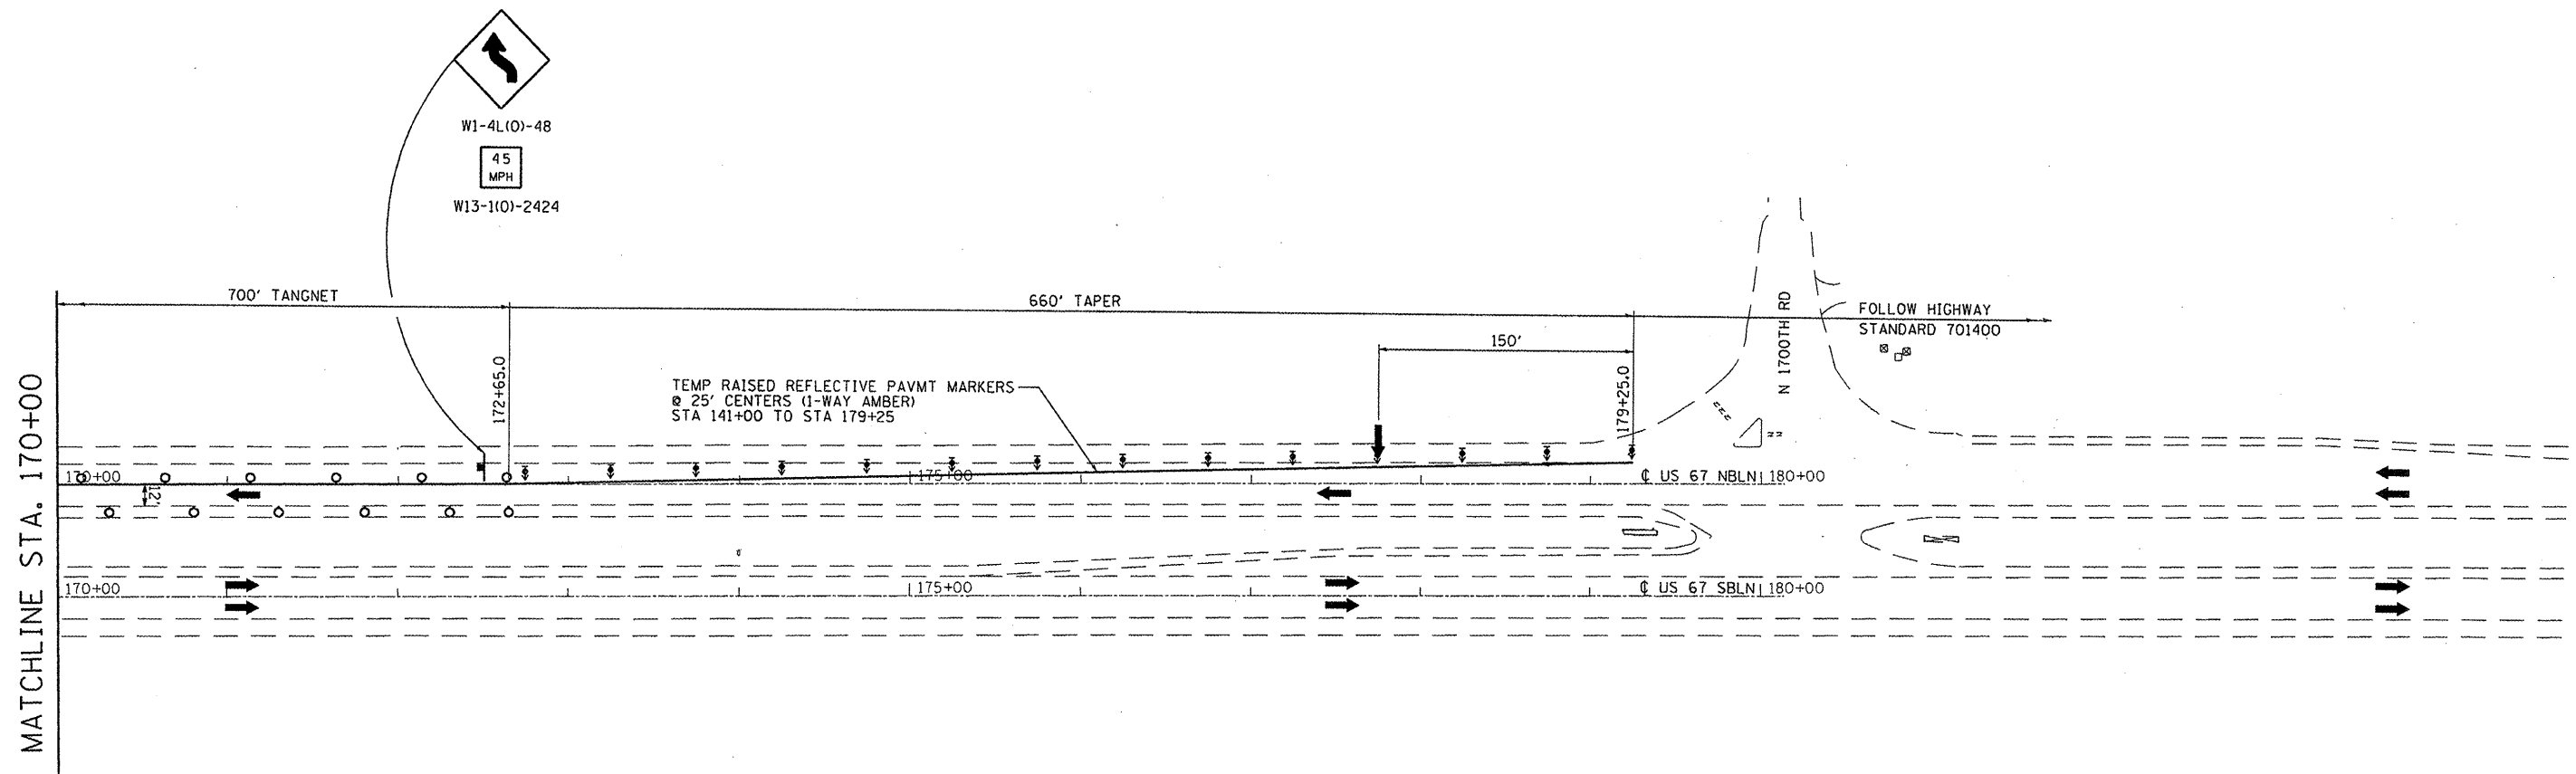 W1-4L(O)-48
45
MPH
W13-1(O)-2424
700' TANGNET
660' TAPER
FOLLOW HIGHWAY
STANDARD 701400
150'
N 1700TH RD
172+65.0
179+25.0
TEMP RAISED REFLECTIVE PAVMT MARKERS
@ 25' CENTERS (1-WAY AMBER)
STA 141+00 TO STA 179+25
MATCHLINE STA. 170+00
170+00
12'
175+00
℄ US 67 NBLN 180+00
170+00
175+00
℄ US 67 SBLN 180+00